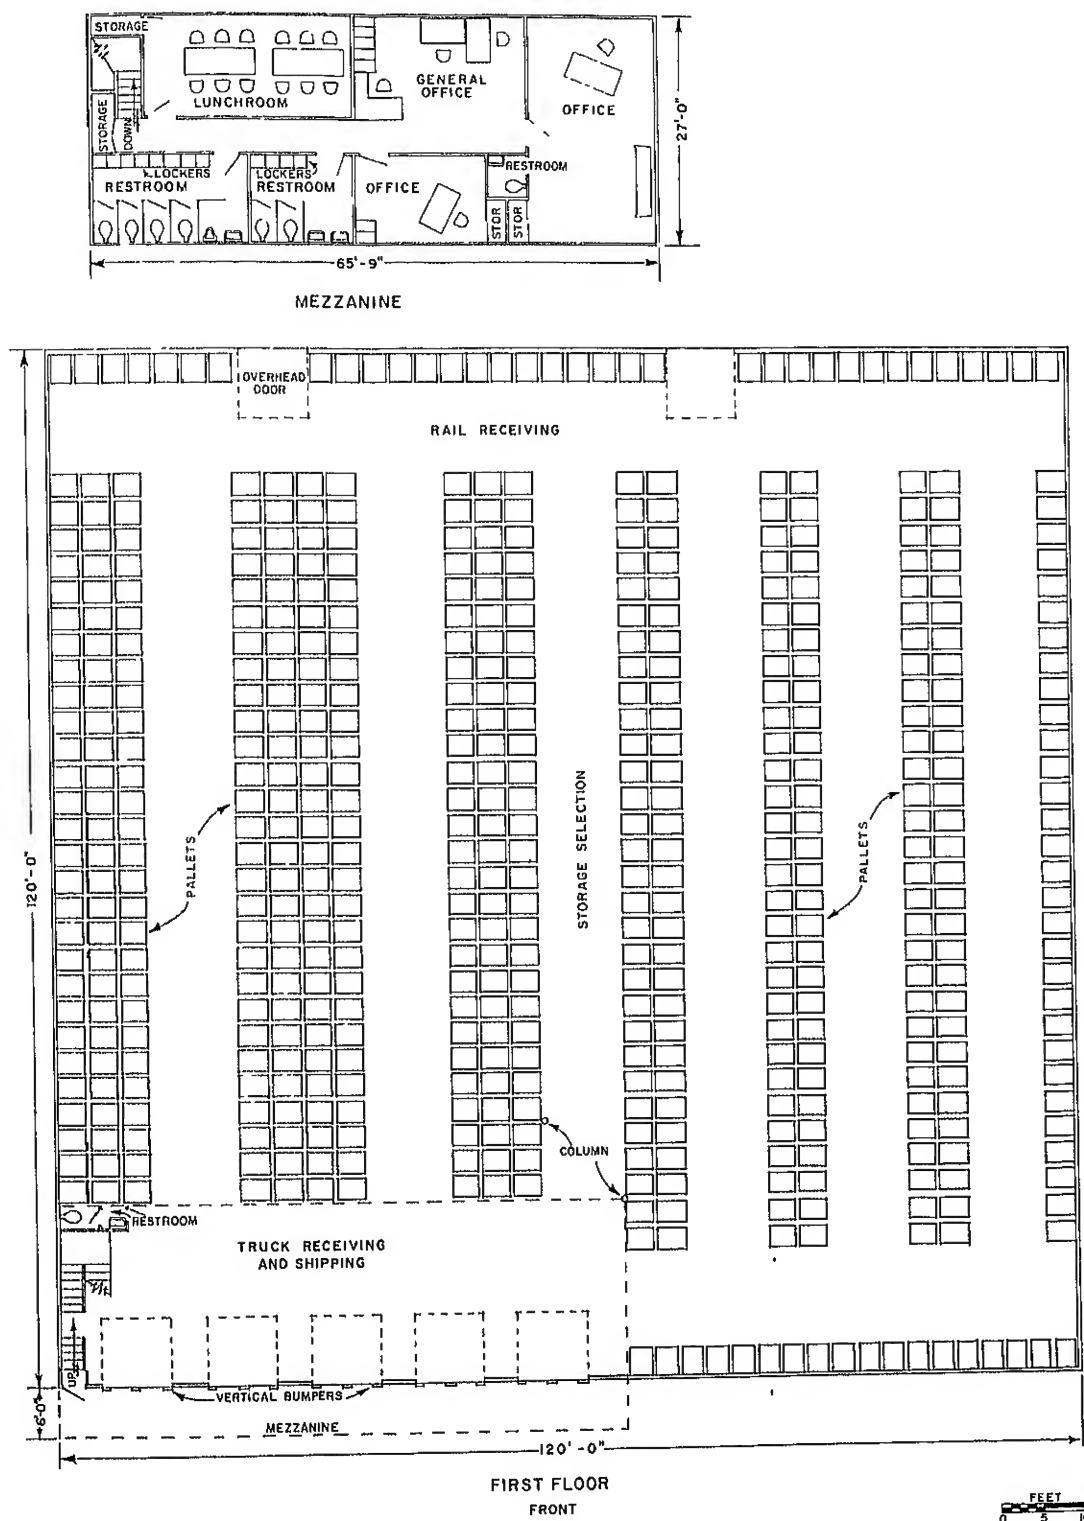 STORAGE
LUNCHROOM
GENERAL
OFFICE
OFFICE
27'-0"
STORAGE
DOWN
LOCKERS
RESTROOM
LOCKERS
RESTROOM
OFFICE
RESTROOM
STOR
STOR
65'-9"
MEZZANINE
OVERHEAD
DOOR
RAIL RECEIVING
120'-0"
PALLETS
STORAGE SELECTION
PALLETS
COLUMN
RESTROOM
TRUCK RECEIVING
AND SHIPPING
UP
VERTICAL BUMPERS
6'-0"
MEZZANINE
120'-0"
FIRST FLOOR
FRONT
FEET
0 5